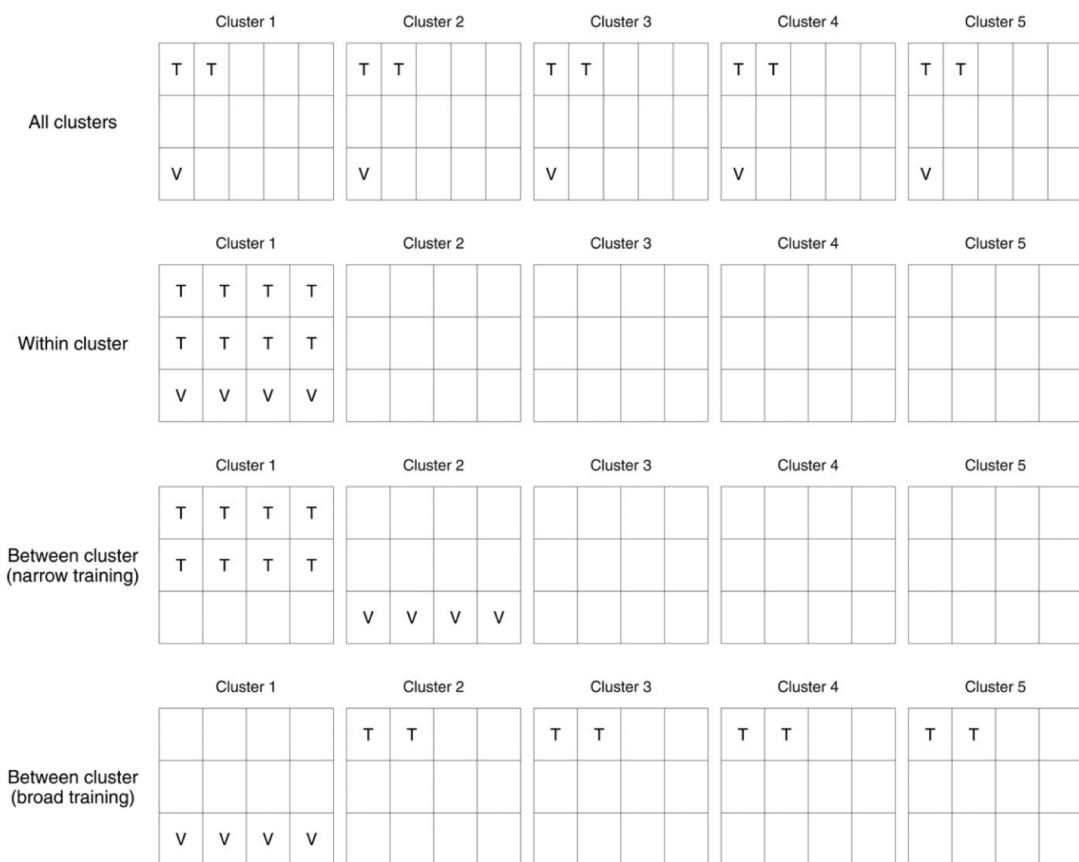 Cluster 1 Cluster 2 Cluster 3 Cluster 4 Cluster 5
All clusters
T T T T T T T T T T
V V V V V
Cluster 1 Cluster 2 Cluster 3 Cluster 4 Cluster 5
Within cluster
T T T T
T T T T
V V V V
Cluster 1 Cluster 2 Cluster 3 Cluster 4 Cluster 5
Between cluster
(narrow training)
T T T T
T T T T
V V V V
Cluster 1 Cluster 2 Cluster 3 Cluster 4 Cluster 5
Between cluster
(broad training)
T T T T T T T T
V V V V